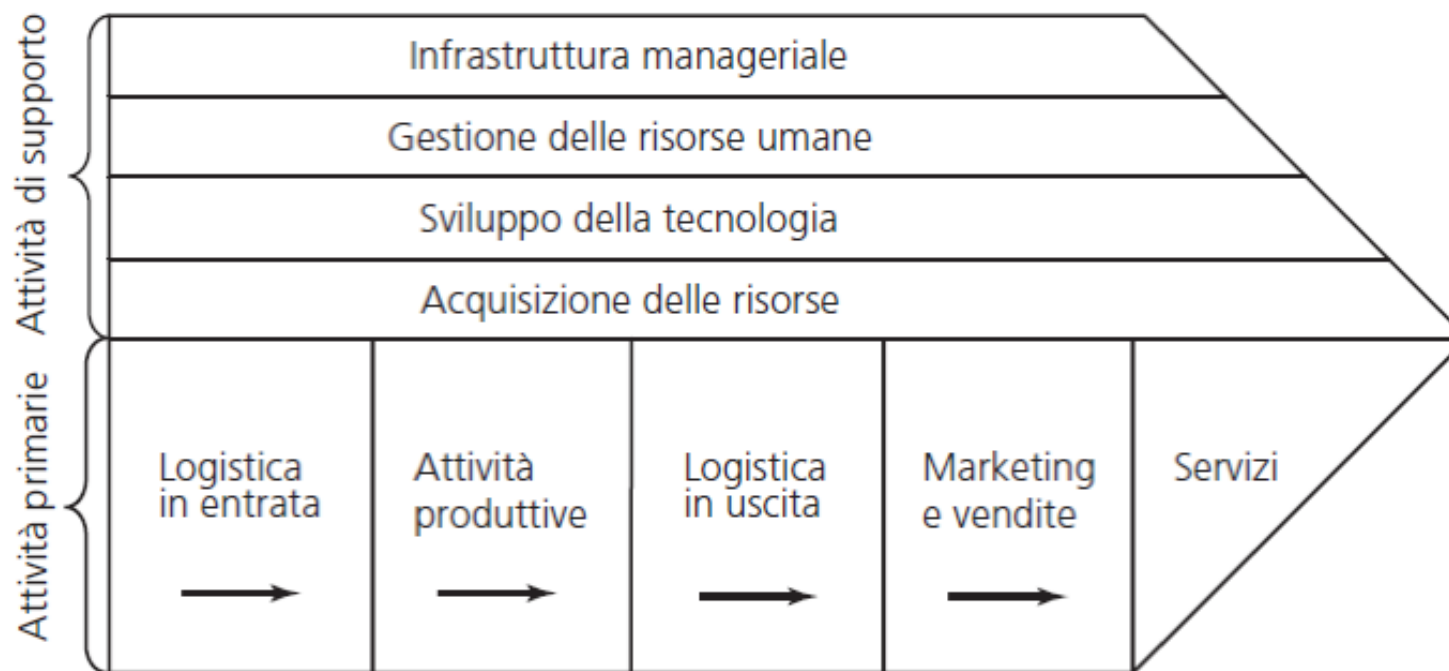 Attività di supporto
Infrastruttura manageriale
Gestione delle risorse umane
Sviluppo della tecnologia
Acquisizione delle risorse
Attività primarie
Logistica
in entrata
Attività
produttive
Logistica
in uscita
Marketing
e vendite
Servizi